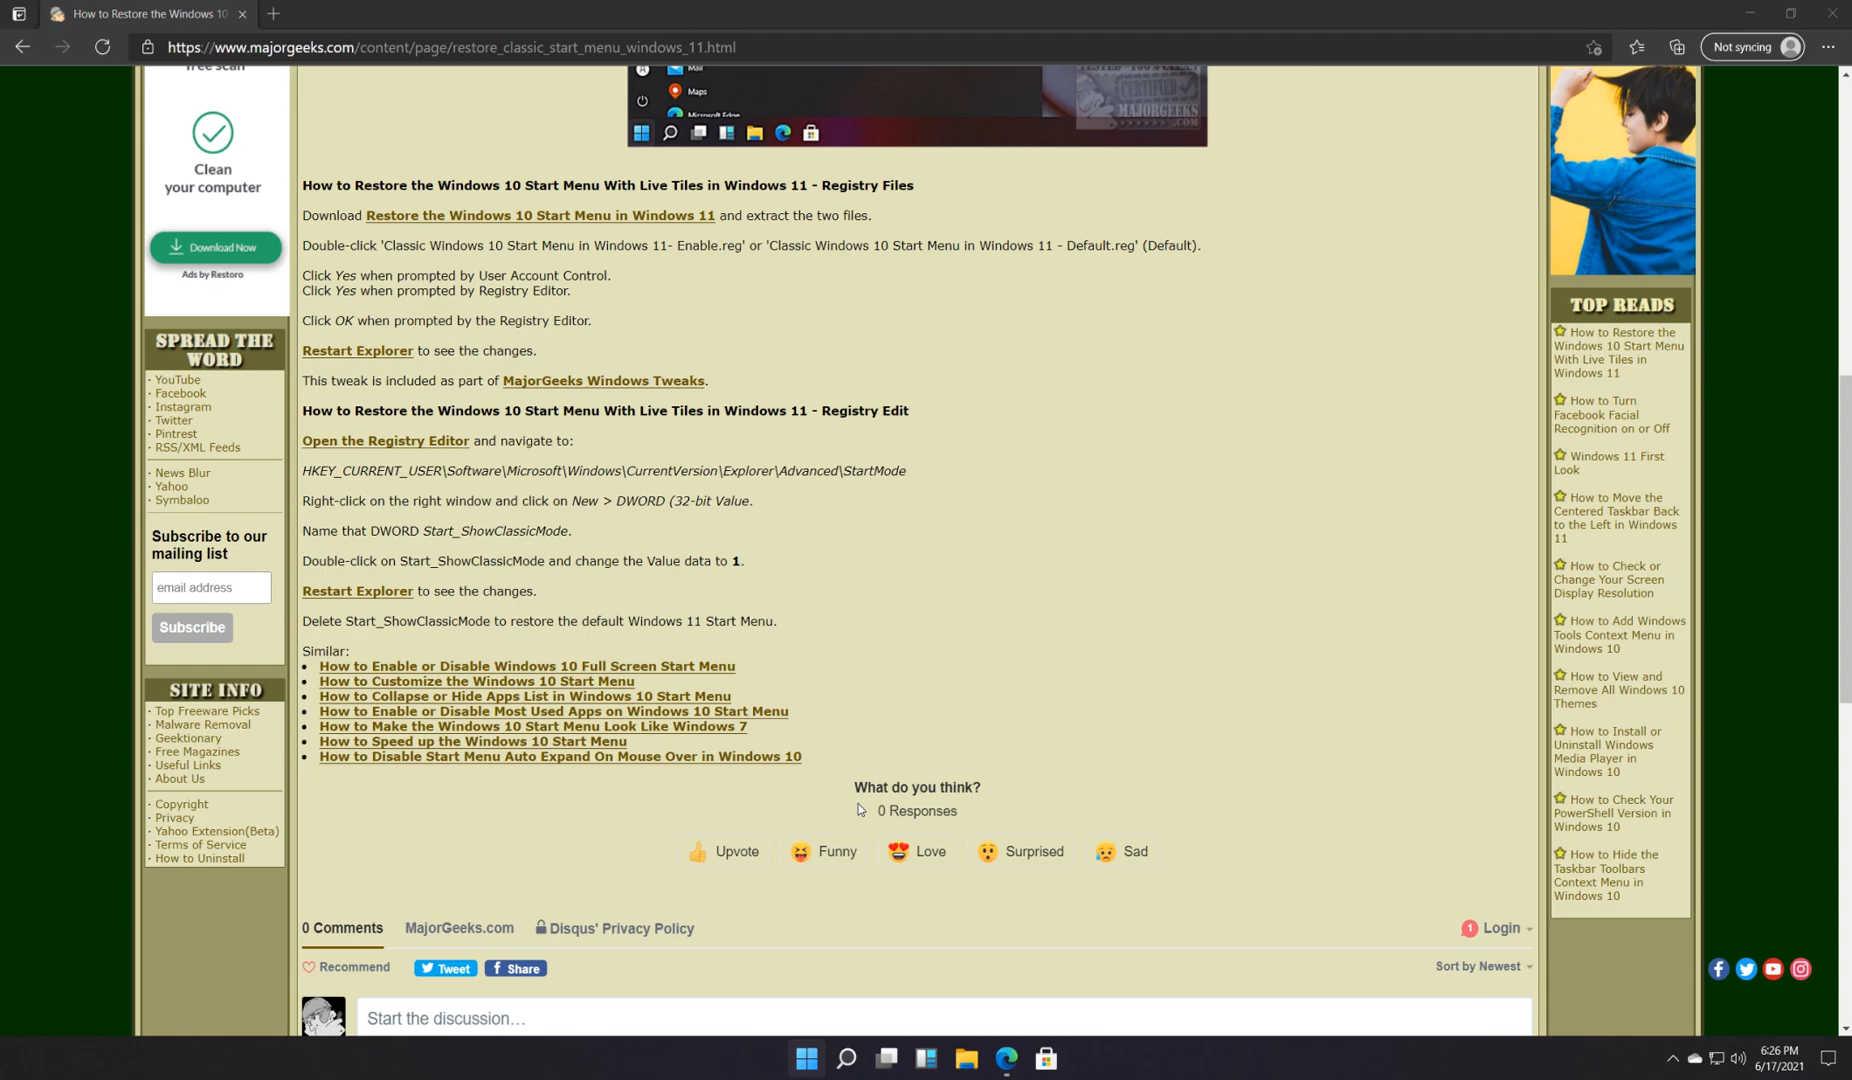 How to Restore the Windows 10
https://www.majorgeeks.com/content/page/restore_classic_start_menu_windows_11.html
Not syncing
free scan
Clean
your computer
Download Now
Ads by Restoro
SPREAD THE
WORD
· YouTube
· Facebook
· Instagram
· Twitter
· Pintrest
· RSS/XML Feeds
· News Blur
· Yahoo
· Symbaloo
Subscribe to our
mailing list
email address
Subscribe
SITE INFO
· Top Freeware Picks
· Malware Removal
· Geektionary
· Free Magazines
· Useful Links
· About Us
· Copyright
· Privacy
· Yahoo Extension(Beta)
· Terms of Service
· How to Uninstall
Mail
Maps
Microsoft Edge
TESTED ★ 100% CLEAN
CERTIFIED
MAJORGEEKS
.COM
How to Restore the Windows 10 Start Menu With Live Tiles in Windows 11 - Registry Files
Download Restore the Windows 10 Start Menu in Windows 11 and extract the two files.
Double-click 'Classic Windows 10 Start Menu in Windows 11- Enable.reg' or 'Classic Windows 10 Start Menu in Windows 11 - Default.reg' (Default).
Click Yes when prompted by User Account Control.
Click Yes when prompted by Registry Editor.
Click OK when prompted by the Registry Editor.
Restart Explorer to see the changes.
This tweak is included as part of MajorGeeks Windows Tweaks.
How to Restore the Windows 10 Start Menu With Live Tiles in Windows 11 - Registry Edit
Open the Registry Editor and navigate to:
HKEY_CURRENT_USER\Software\Microsoft\Windows\CurrentVersion\Explorer\Advanced\StartMode
Right-click on the right window and click on New > DWORD (32-bit Value.
Name that DWORD Start_ShowClassicMode.
Double-click on Start_ShowClassicMode and change the Value data to 1.
Restart Explorer to see the changes.
Delete Start_ShowClassicMode to restore the default Windows 11 Start Menu.
Similar:
• How to Enable or Disable Windows 10 Full Screen Start Menu
• How to Customize the Windows 10 Start Menu
• How to Collapse or Hide Apps List in Windows 10 Start Menu
• How to Enable or Disable Most Used Apps on Windows 10 Start Menu
• How to Make the Windows 10 Start Menu Look Like Windows 7
• How to Speed up the Windows 10 Start Menu
• How to Disable Start Menu Auto Expand On Mouse Over in Windows 10
What do you think?
0 Responses
Upvote Funny Love Surprised Sad
0 Comments MajorGeeks.com Disqus' Privacy Policy 1 Login
Recommend Tweet Share Sort by Newest
Start the discussion…
TOP READS
How to Restore the
Windows 10 Start Menu
With Live Tiles in
Windows 11
How to Turn
Facebook Facial
Recognition on or Off
Windows 11 First
Look
How to Move the
Centered Taskbar Back
to the Left in Windows
11
How to Check or
Change Your Screen
Display Resolution
How to Add Windows
Tools Context Menu in
Windows 10
How to View and
Remove All Windows 10
Themes
How to Install or
Uninstall Windows
Media Player in
Windows 10
How to Check Your
PowerShell Version in
Windows 10
How to Hide the
Taskbar Toolbars
Context Menu in
Windows 10
6:26 PM
6/17/2021